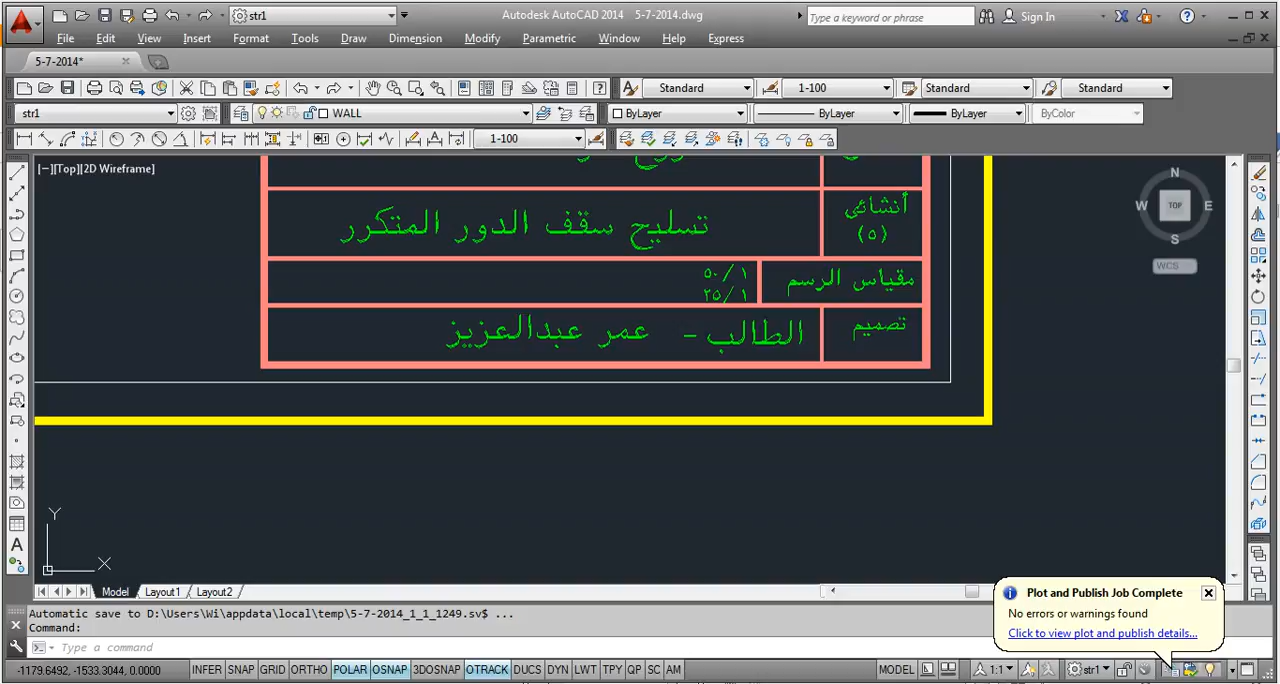 str1
Autodesk AutoCAD 2014 5-7-2014.dwg
Type a keyword or phrase
Sign In
File Edit View Insert Format Tools Draw Dimension Modify Parametric Window Help Express
5-7-2014*
Standard 1-100 Standard Standard
str1 WALL ByLayer ByLayer ByLayer ByColor
1-100
[−][Top][2D Wireframe]
N
W TOP E
S
WCS
أنشائى
(٥)
تسليح سقف الدور المتكرر
مقياس الرسم
١/٥٠
١/٢٥
تصميم
الطالب - عمر عبدالعزيز
Y
X
Model Layout1 Layout2
Plot and Publish Job Complete
No errors or warnings found
Click to view plot and publish details...
Automatic save to D:\Users\Wi\appdata\local\temp\5-7-2014_1_1_1249.sv$ ...
Command:
Type a command
-1179.6492, -1533.3044, 0.0000 INFER SNAP GRID ORTHO POLAR OSNAP 3DOSNAP OTRACK DUCS DYN LWT TPY QP SC AM MODEL 1:1 str1